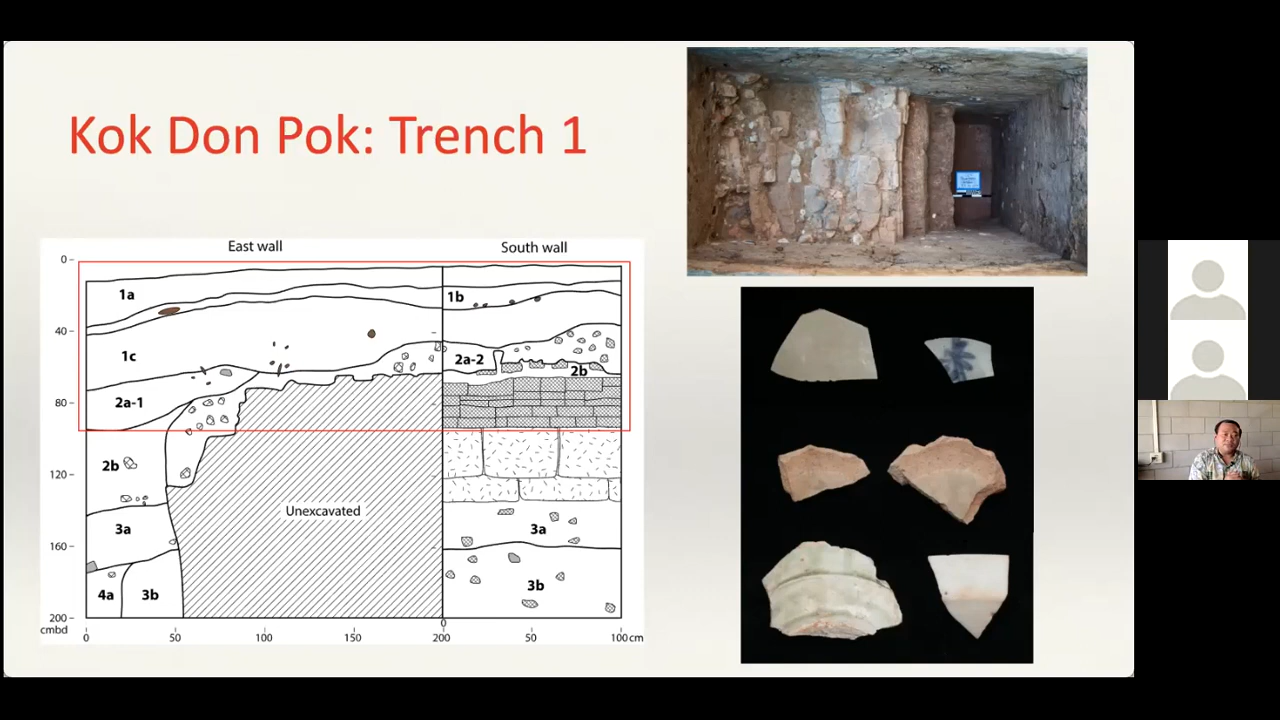 Kok Don Pok: Trench 1
East wall
South wall
0
1a
1b
40
1c
2a-2
2b
80
2a-1
2b
120
Unexcavated
3a
3a
160
3b
4a
3b
200
cmbd
0
0
50
100
150
200
50
100 cm